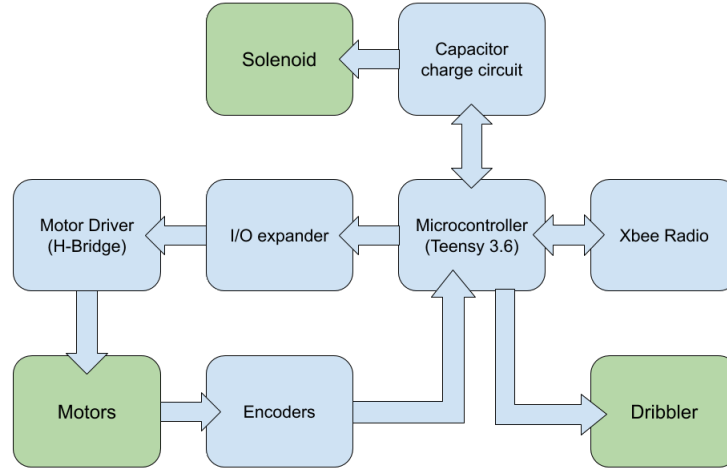 Solenoid
Capacitor
charge circuit
Motor Driver
(H-Bridge)
I/O expander
Microcontroller
(Teensy 3.6)
Xbee Radio
Motors
Encoders
Dribbler